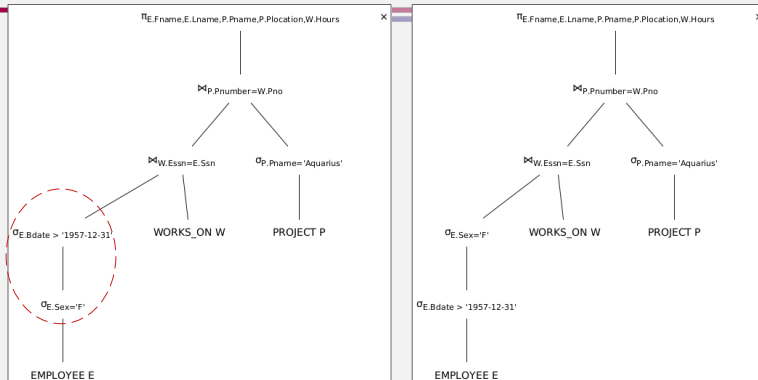 πE.Fname,E.Lname,P.Pname,P.Plocation,W.Hours
⋈P.Pnumber=W.Pno
⋈W.Essn=E.Ssn σP.Pname='Aquarius'
σE.Bdate > '1957-12-31' WORKS_ON W PROJECT P
σE.Sex='F'
EMPLOYEE E
πE.Fname,E.Lname,P.Pname,P.Plocation,W.Hours
⋈P.Pnumber=W.Pno
⋈W.Essn=E.Ssn σP.Pname='Aquarius'
σE.Sex='F' WORKS_ON W PROJECT P
σE.Bdate > '1957-12-31'
EMPLOYEE E